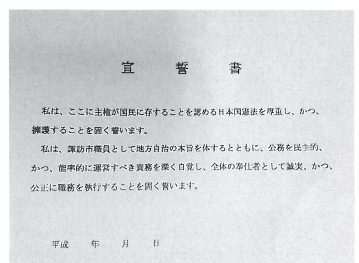 宣誓書
私は、ここに主権が国民に存することを認める日本国憲法を尊重し、かつ、
擁護することを固く誓います。
私は、諏訪市職員として地方自治の本旨を体するとともに、公務を民主的、
かつ、能率的に運営すべき責務を深く自覚し、全体の奉仕者として誠実、かつ、
公正に職務を執行することを固く誓います。
平成 年 月 日